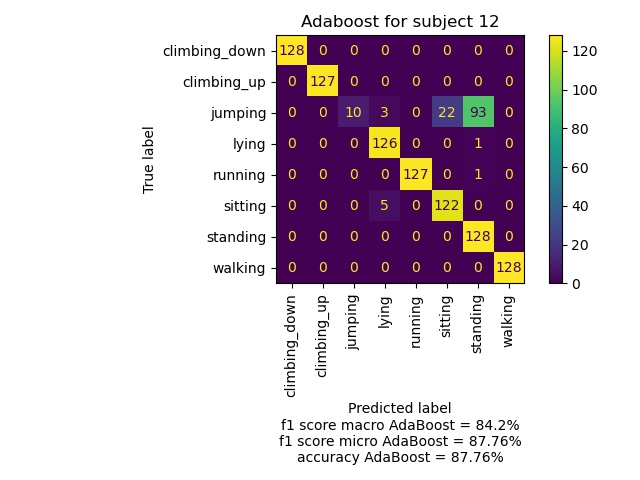 Adaboost for subject 12
climbing_down 128 0 0 0 0 0 0 0
climbing_up 0 127 0 0 0 0 0 0
jumping 0 0 10 3 0 22 93 0
lying 0 0 0 126 0 0 1 0
running 0 0 0 0 127 0 1 0
sitting 0 0 0 5 0 122 0 0
standing 0 0 0 0 0 0 128 0
walking 0 0 0 0 0 0 0 128
True label
climbing_down
climbing_up
jumping
lying
running
sitting
standing
walking
120
100
80
60
40
20
0
Predicted label
f1 score macro AdaBoost = 84.2%
f1 score micro AdaBoost = 87.76%
accuracy AdaBoost = 87.76%